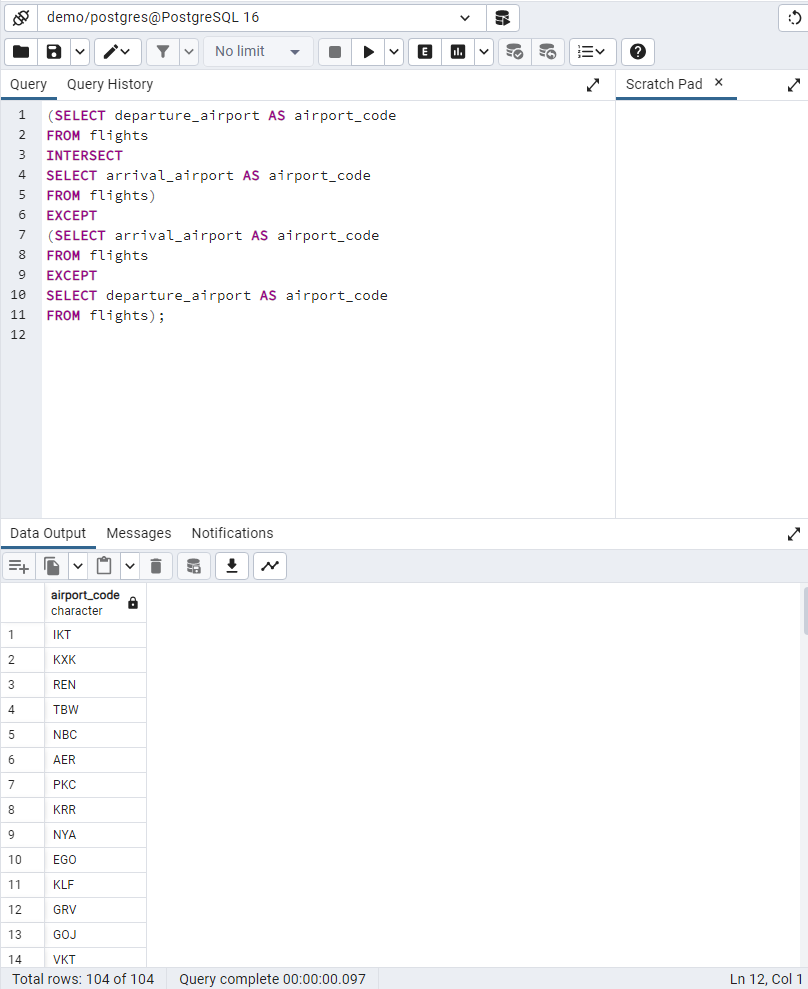 demo/postgres@PostgreSQL 16
No limit
E
Query Query History Scratch Pad
1 (SELECT departure_airport AS airport_code
2 FROM flights
3 INTERSECT
4 SELECT arrival_airport AS airport_code
5 FROM flights)
6 EXCEPT
7 (SELECT arrival_airport AS airport_code
8 FROM flights
9 EXCEPT
10 SELECT departure_airport AS airport_code
11 FROM flights);
12
Data Output Messages Notifications
airport_code
character
1 IKT
2 KXK
3 REN
4 TBW
5 NBC
6 AER
7 PKC
8 KRR
9 NYA
10 EGO
11 KLF
12 GRV
13 GOJ
14 VKT
Total rows: 104 of 104 Query complete 00:00:00.097 Ln 12, Col 1